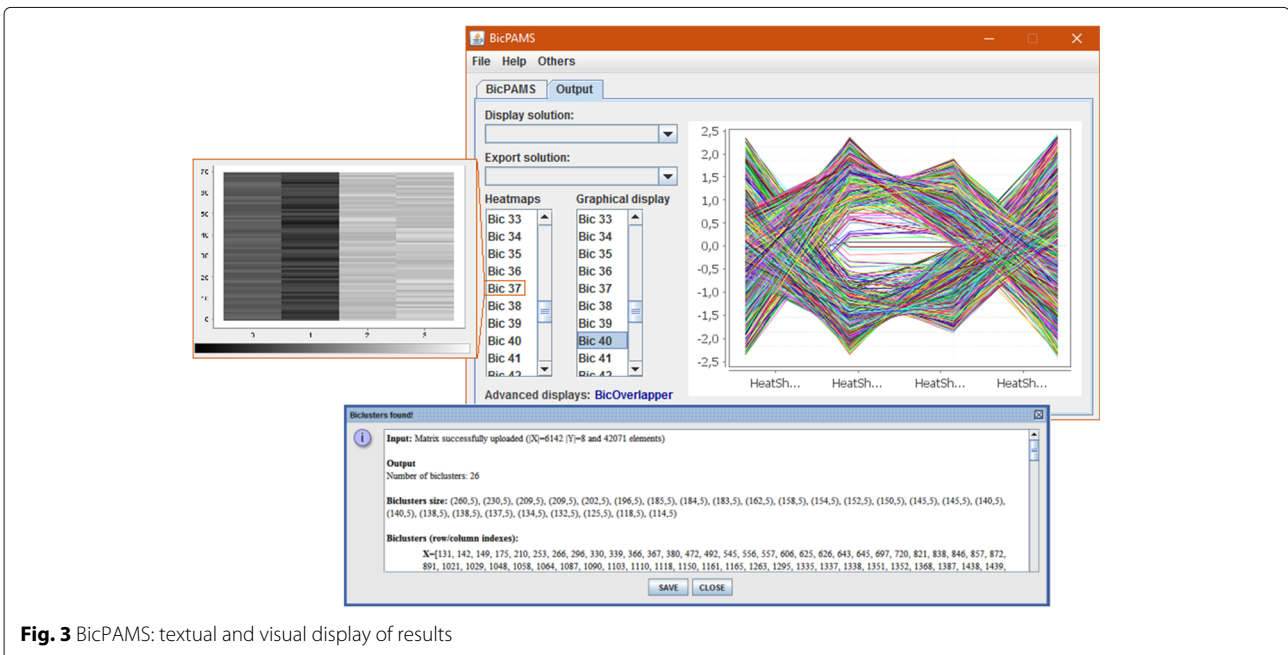 BicPAMS
File Help Others
BicPAMS Output
Display solution:
Export solution:
Heatmaps Graphical display
Bic 33 Bic 33
Bic 34 Bic 34
Bic 35 Bic 35
Bic 36 Bic 36
Bic 37 Bic 37
Bic 38 Bic 38
Bic 39 Bic 39
Bic 40 Bic 40
Bic 41 Bic 41
Bic 42 Bic 42
Advanced displays: BicOverlapper
2,5
2,0
1,5
1,0
0,5
0,0
-0,5
-1,0
-1,5
-2,0
-2,5
HeatSh... HeatSh... HeatSh... HeatSh...
Biclusters found!
Input: Matrix successfully uploaded (|X|=6142 |Y|=8 and 42071 elements)
Output
Number of biclusters: 26
Biclusters size: (260,5), (230,5), (209,5), (209,5), (202,5), (196,5), (185,5), (184,5), (183,5), (162,5), (158,5), (154,5), (152,5), (150,5), (145,5), (145,5), (140,5),
(140,5), (138,5), (138,5), (137,5), (134,5), (132,5), (125,5), (118,5), (114,5)
Biclusters (row/column indexes):
X=[131, 142, 149, 175, 210, 253, 266, 296, 330, 339, 366, 367, 380, 472, 492, 545, 556, 557, 606, 625, 626, 643, 645, 697, 720, 821, 838, 846, 857, 872,
891, 1021, 1029, 1048, 1058, 1064, 1087, 1090, 1103, 1110, 1118, 1150, 1161, 1165, 1263, 1295, 1335, 1337, 1338, 1351, 1352, 1368, 1387, 1438, 1439,
SAVE CLOSE
Fig. 3 BicPAMS: textual and visual display of results